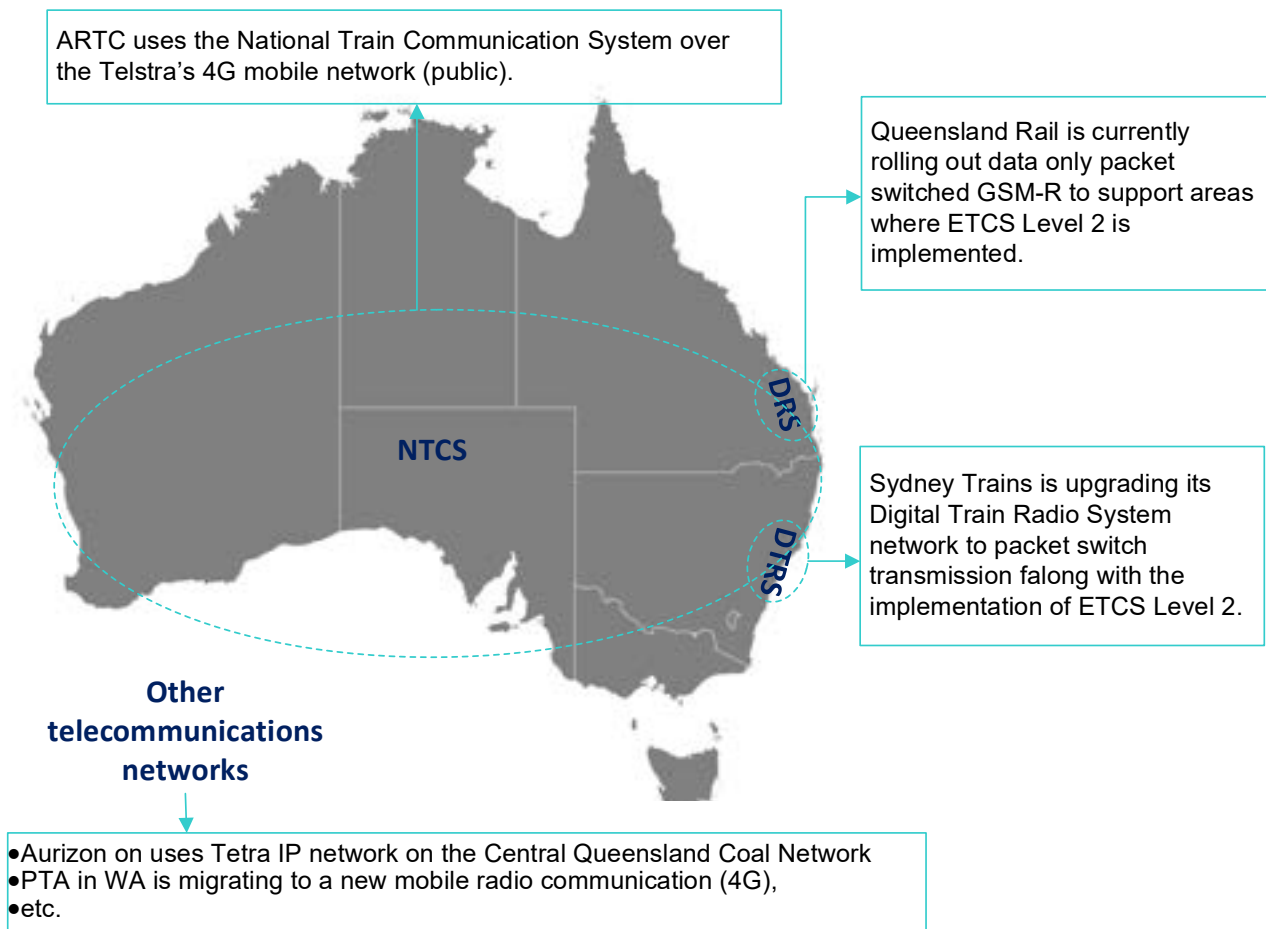 ARTC uses the National Train Communication System over
the Telstra's 4G mobile network (public).
Queensland Rail is currently
rolling out data only packet
switched GSM-R to support areas
where ETCS Level 2 is
implemented.
DRS
NTCS
Sydney Trains is upgrading its
Digital Train Radio System
network to packet switch
transmission falong with the
implementation of ETCS Level 2.
DTRS
Other
telecommunications
networks
●Aurizon on uses Tetra IP network on the Central Queensland Coal Network
●PTA in WA is migrating to a new mobile radio communication (4G),
●etc.